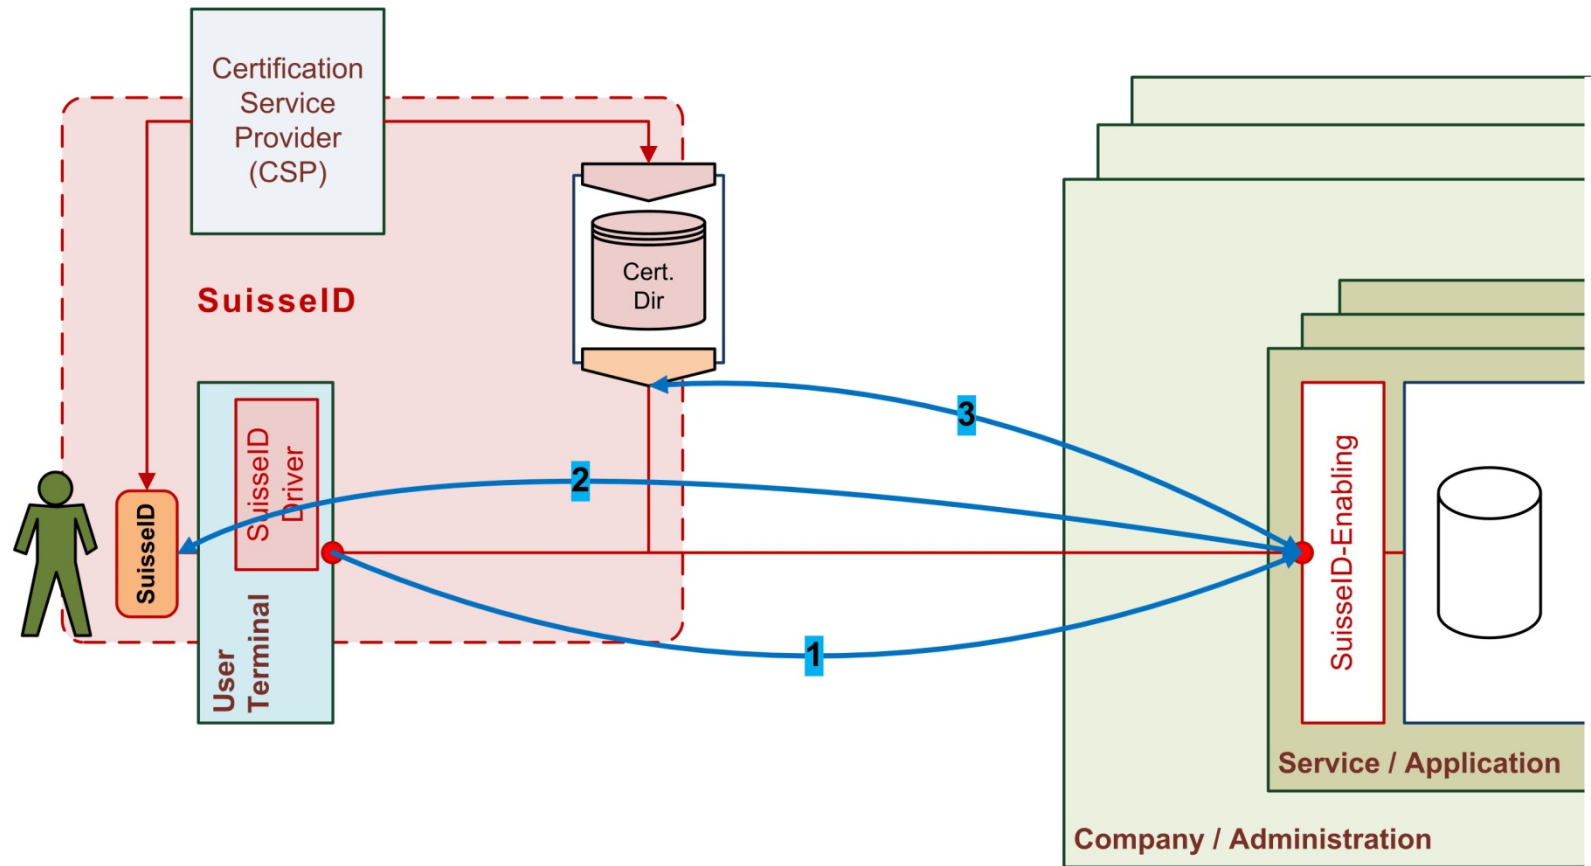 Certification
Service
Provider
(CSP)
SuisseID
Cert.
Dir
SuisseID
Driver
SuisseID
User
Terminal
1
2
3
SuisseID-Enabling
Service / Application
Company / Administration